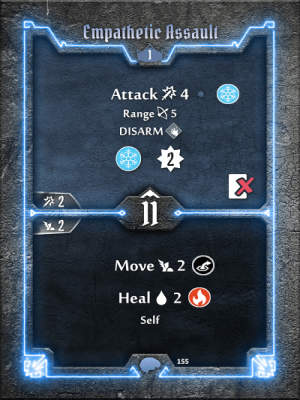 Empathetic Assault
1
Attack 4
Range 5
DISARM
2
2
11
2
Move 2
Heal 2
Self
155